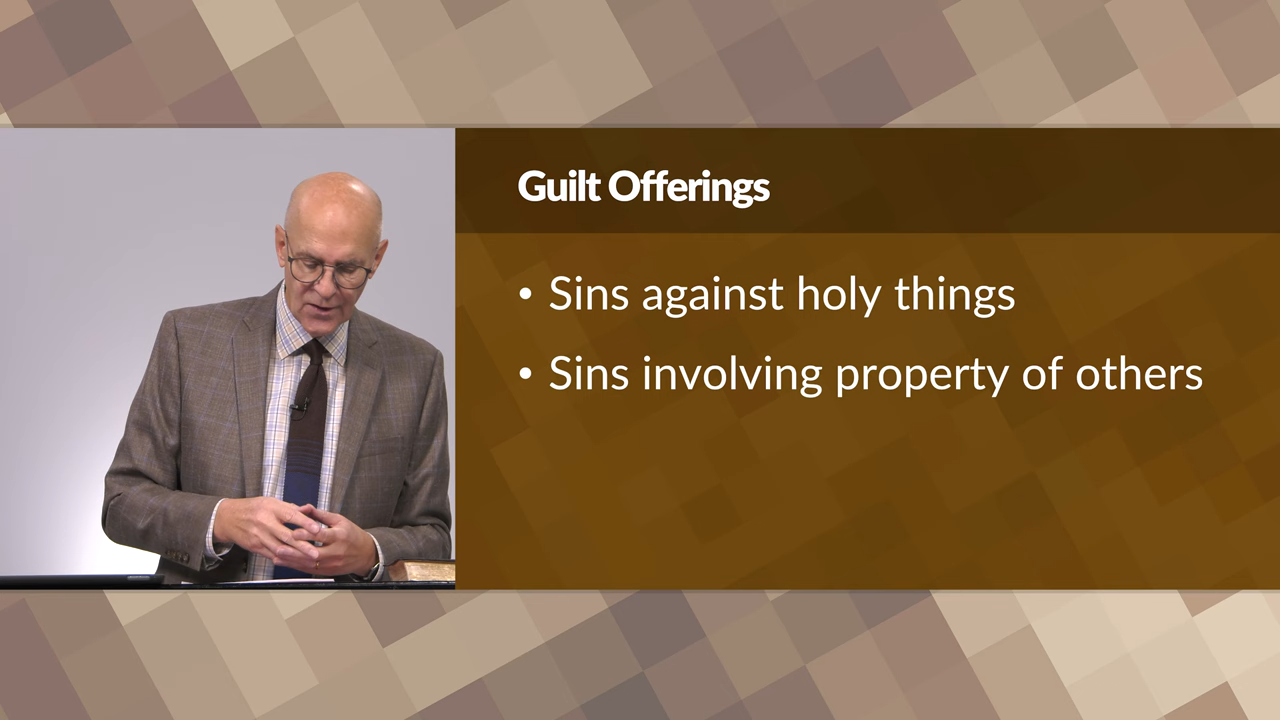 Guilt Offerings
• Sins against holy things
• Sins involving property of others